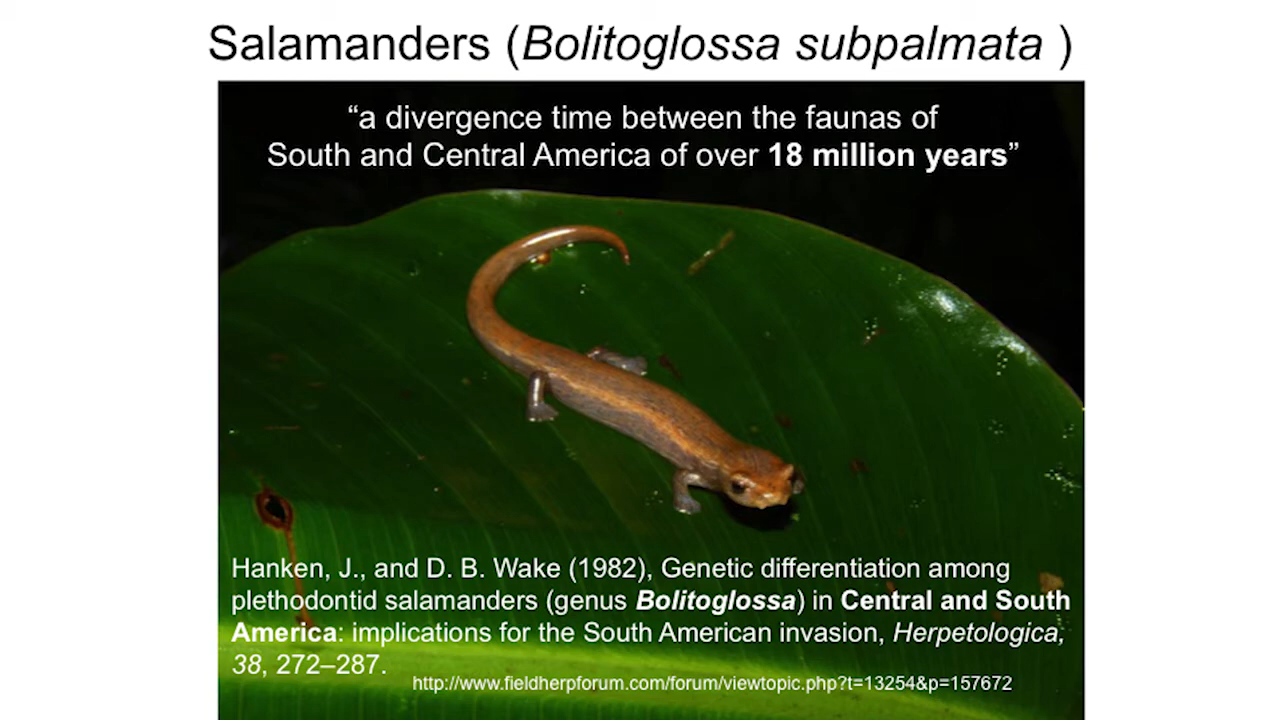 Salamanders (Bolitoglossa subpalmata )
“a divergence time between the faunas of
South and Central America of over 18 million years”
Hanken, J., and D. B. Wake (1982), Genetic differentiation among
plethodontid salamanders (genus Bolitoglossa) in Central and South
America: implications for the South American invasion, Herpetologica,
38, 272–287.
http://www.fieldherpforum.com/forum/viewtopic.php?t=13254&p=157672